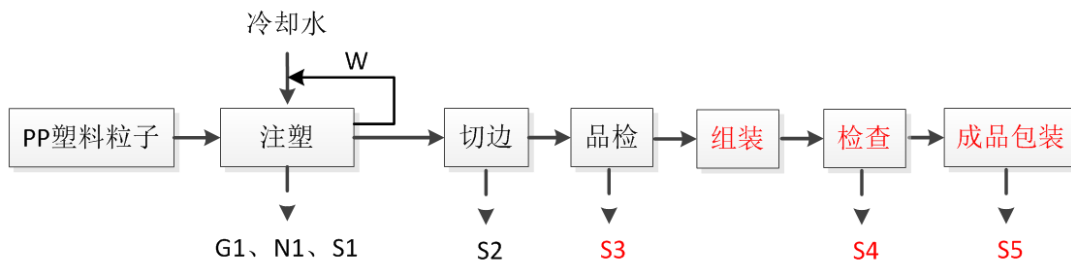 冷却水
W
PP塑料粒子
注塑
切边
品检
组装
检查
成品包装
G1、N1、S1
S2
S3
S4
S5